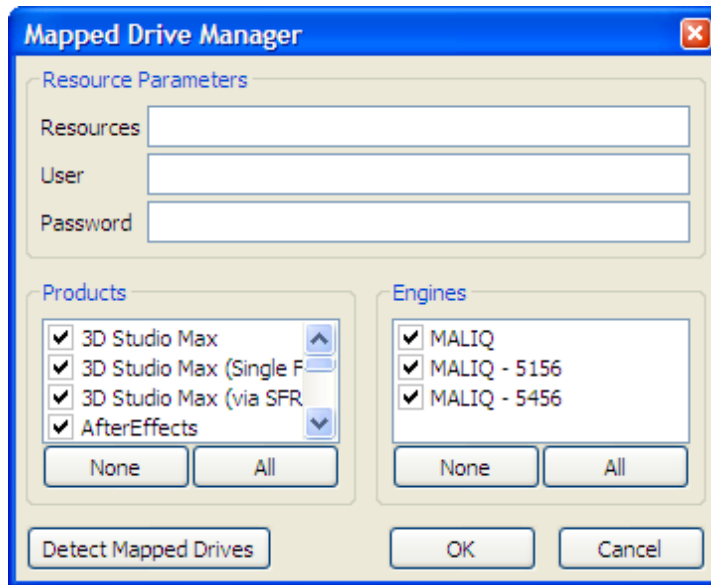 Mapped Drive Manager
Resource Parameters
Resources
User
Password
Products
3D Studio Max
3D Studio Max (Single F
3D Studio Max (via SFR
AfterEffects
None All
Engines
MALIQ
MALIQ - 5156
MALIQ - 5456
None All
Detect Mapped Drives OK Cancel